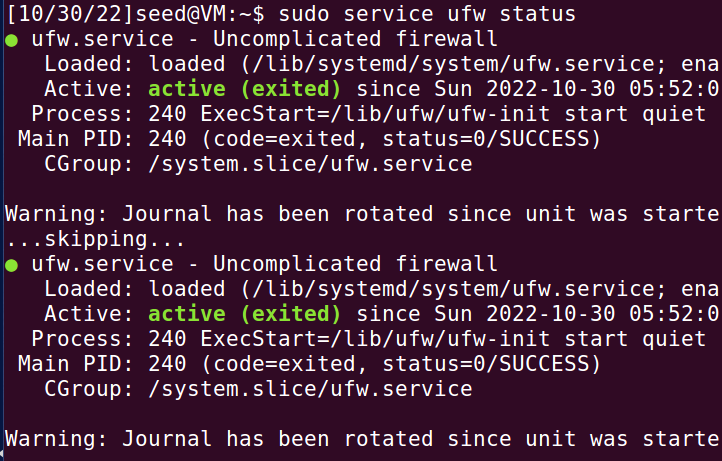 [10/30/22]seed@VM:~$ sudo service ufw status
● ufw.service - Uncomplicated firewall
Loaded: loaded (/lib/systemd/system/ufw.service; ena
Active: active (exited) since Sun 2022-10-30 05:52:0
Process: 240 ExecStart=/lib/ufw/ufw-init start quiet
Main PID: 240 (code=exited, status=0/SUCCESS)
CGroup: /system.slice/ufw.service
Warning: Journal has been rotated since unit was starte
...skipping...
● ufw.service - Uncomplicated firewall
Loaded: loaded (/lib/systemd/system/ufw.service; ena
Active: active (exited) since Sun 2022-10-30 05:52:0
Process: 240 ExecStart=/lib/ufw/ufw-init start quiet
Main PID: 240 (code=exited, status=0/SUCCESS)
CGroup: /system.slice/ufw.service
Warning: Journal has been rotated since unit was starte